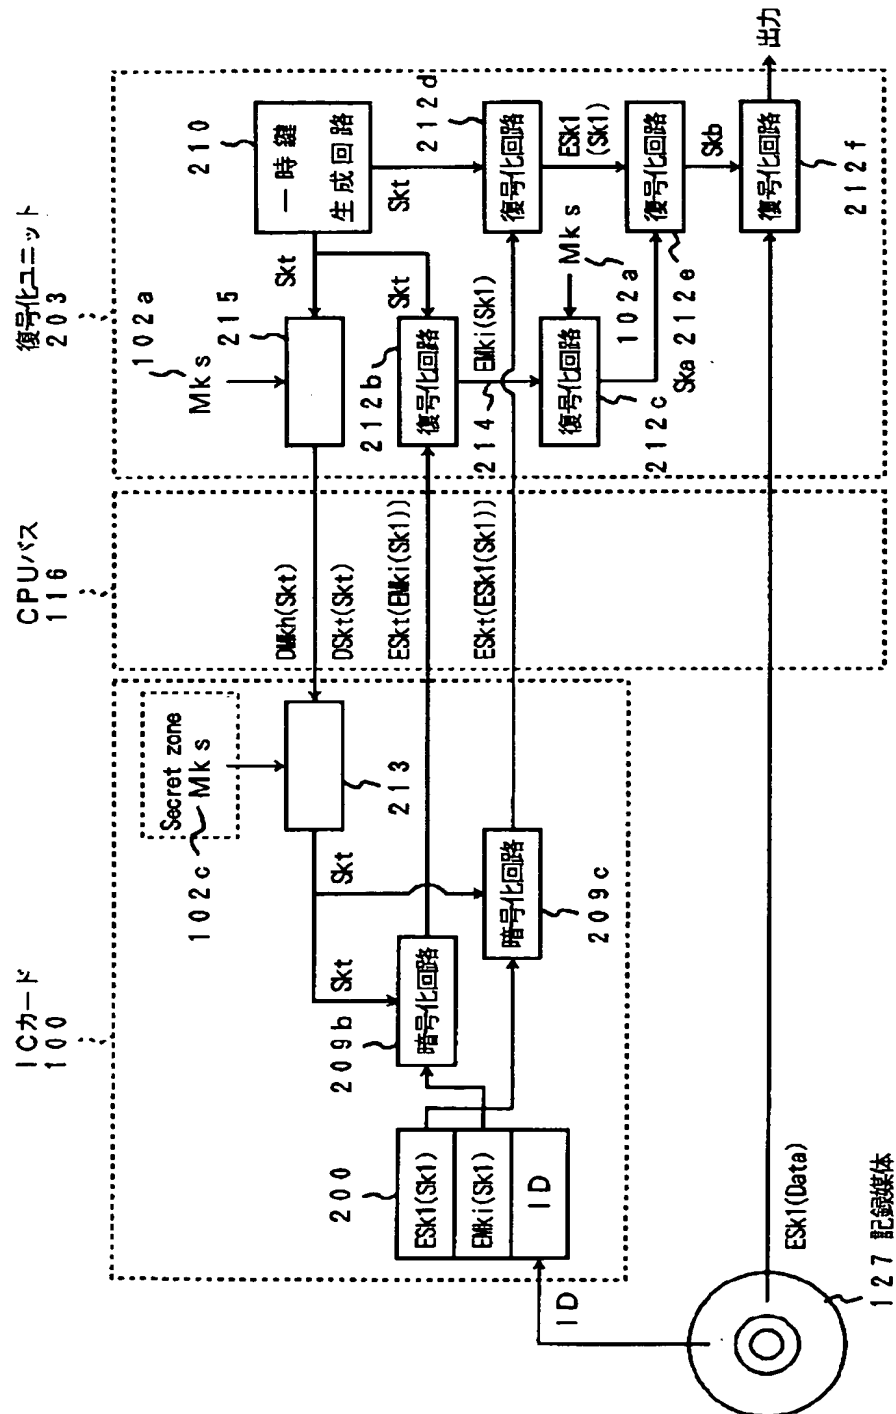 ICカード
100
CPUバス
116
復号化ユニット
203
200
ESk1(Sk1)
EMki(Sk1)
ID
ID
209b
暗号化回路
Skt
Skt
209c
暗号化回路
102c
Secret zone
Mks
213
DMkh(Skt)
DSkt(Skt)
ESkt(EMki(Sk1))
ESkt(ESk1(Sk1))
102a
Mks
215
Skt
210
一時鍵
生成回路
Skt
Skt
212b
復号化回路
214
EMki(Sk1)
212d
復号化回路
ESk1
(Sk1)
Mks
102a
復号化回路
212c
Ska
212e
復号化回路
Skb
復号化回路
212f
出力
ESk1(Data)
127 記録媒体